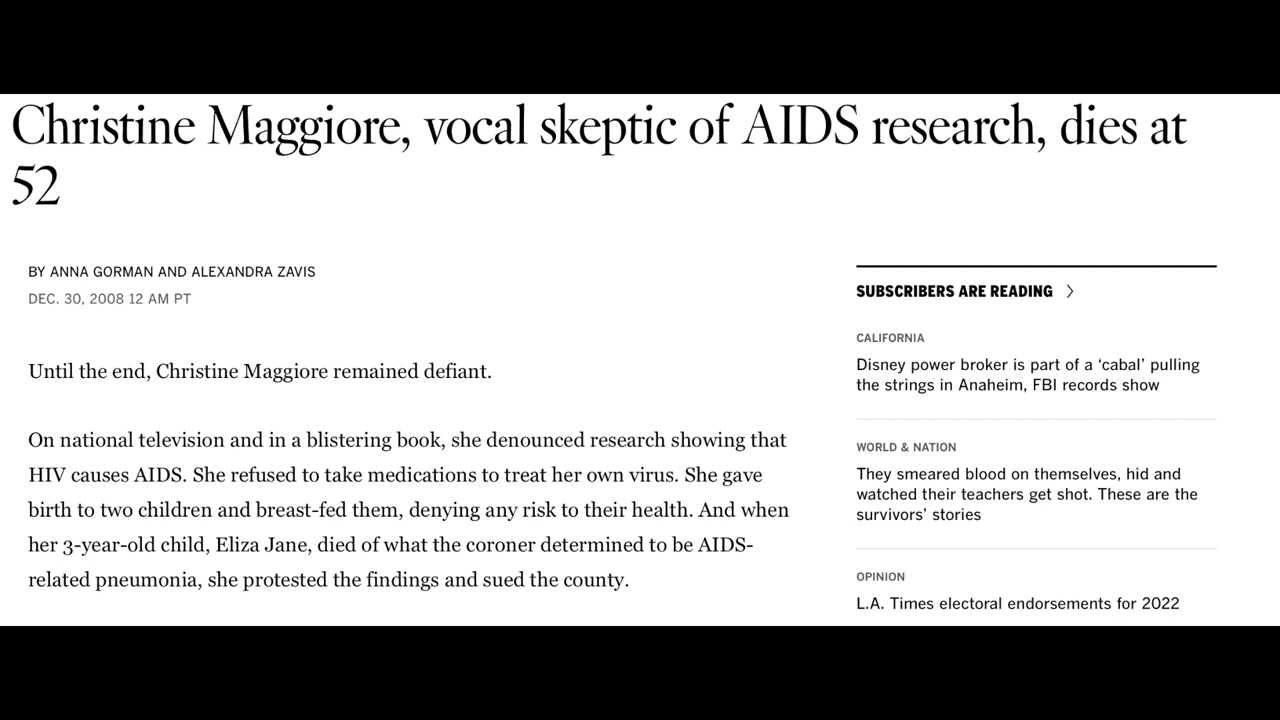 Christine Maggiore, vocal skeptic of AIDS research, dies at
52
BY ANNA GORMAN AND ALEXANDRA ZAVIS
DEC. 30, 2008 12 AM PT
Until the end, Christine Maggiore remained defiant.
On national television and in a blistering book, she denounced research showing that
HIV causes AIDS. She refused to take medications to treat her own virus. She gave
birth to two children and breast-fed them, denying any risk to their health. And when
her 3-year-old child, Eliza Jane, died of what the coroner determined to be AIDS-
related pneumonia, she protested the findings and sued the county.
SUBSCRIBERS ARE READING
CALIFORNIA
Disney power broker is part of a ‘cabal’ pulling
the strings in Anaheim, FBI records show
WORLD & NATION
They smeared blood on themselves, hid and
watched their teachers get shot. These are the
survivors’ stories
OPINION
L.A. Times electoral endorsements for 2022